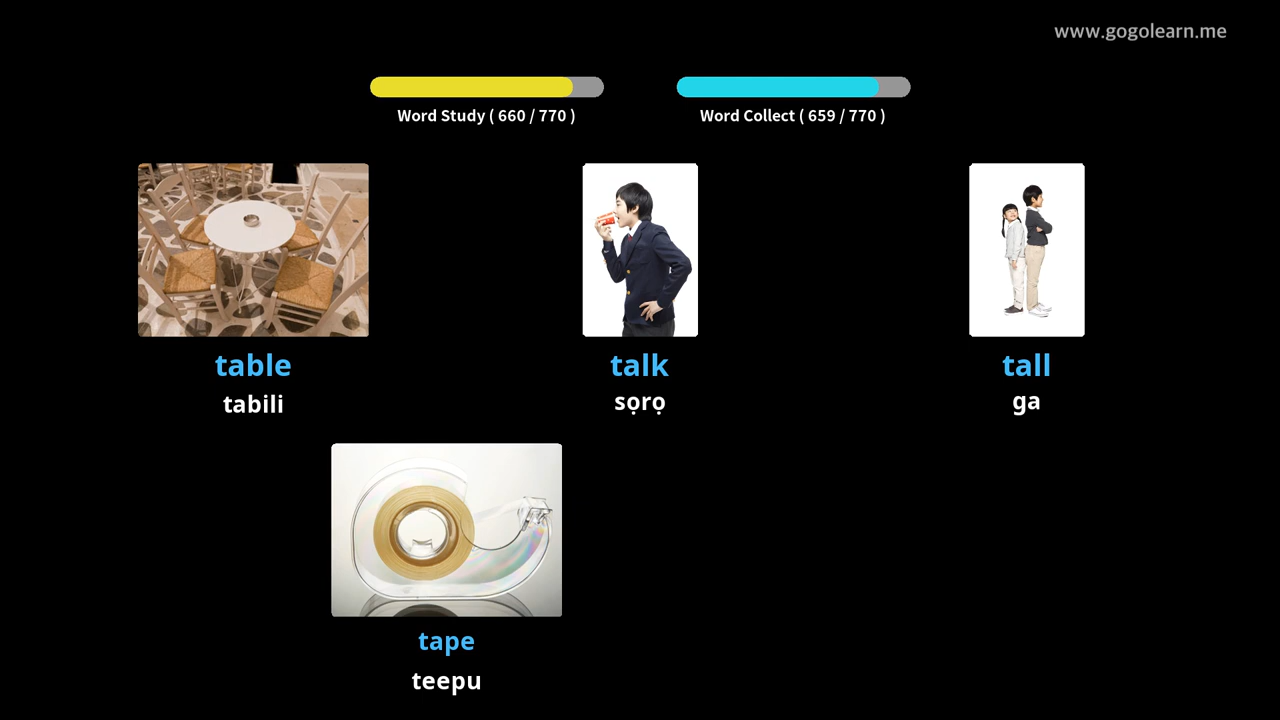 www.gogolearn.me
Word Study ( 660 / 770 )
Word Collect ( 659 / 770 )
table
tabili
talk
sọrọ
tall
ga
tape
teepu